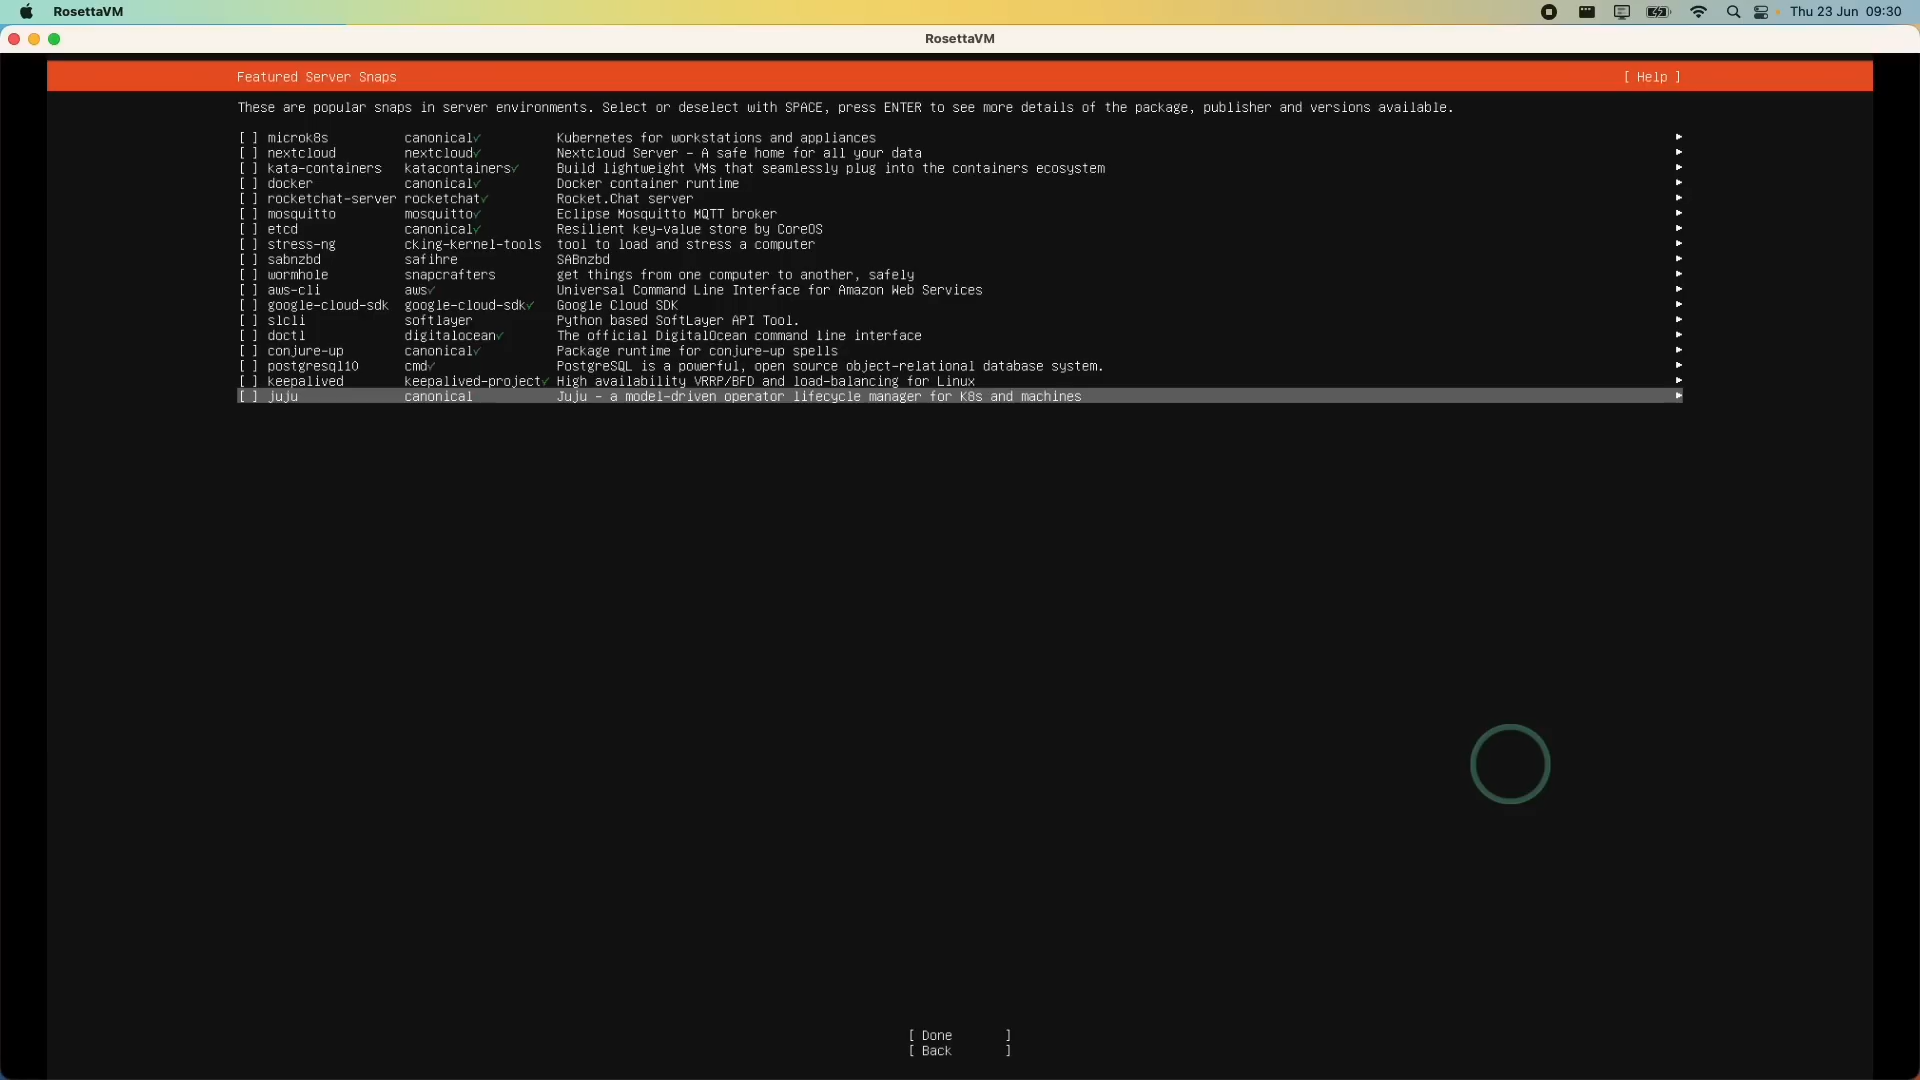 RosettaVM
Thu 23 Jun 09:30
RosettaVM
Featured Server Snaps [ Help ]
These are popular snaps in server environments. Select or deselect with SPACE, press ENTER to see more details of the package, publisher and versions available.
[ ] microk8s canonical✓ Kubernetes for workstations and appliances ▸
[ ] nextcloud nextcloud✓ Nextcloud Server - A safe home for all your data ▸
[ ] kata-containers katacontainers✓ Build lightweight VMs that seamlessly plug into the containers ecosystem ▸
[ ] docker canonical✓ Docker container runtime ▸
[ ] rocketchat-server rocketchat✓ Rocket.Chat server ▸
[ ] mosquitto mosquitto✓ Eclipse Mosquitto MQTT broker ▸
[ ] etcd canonical✓ Resilient key-value store by CoreOS ▸
[ ] stress-ng cking-kernel-tools tool to load and stress a computer ▸
[ ] sabnzbd safihre SABnzbd ▸
[ ] wormhole snapcrafters get things from one computer to another, safely ▸
[ ] aws-cli aws✓ Universal Command Line Interface for Amazon Web Services ▸
[ ] google-cloud-sdk google-cloud-sdk✓ Google Cloud SDK ▸
[ ] slcli softlayer Python based SoftLayer API Tool. ▸
[ ] doctl digitalocean✓ The official DigitalOcean command line interface ▸
[ ] conjure-up canonical✓ Package runtime for conjure-up spells ▸
[ ] postgresql10 cmd✓ PostgreSQL is a powerful, open source object-relational database system. ▸
[ ] keepalived keepalived-project✓ High availability VRRP/BFD and load-balancing for Linux ▸
[ ] juju canonical Juju - a model-driven operator lifecycle manager for K8s and machines ▸
[ Done ]
[ Back ]